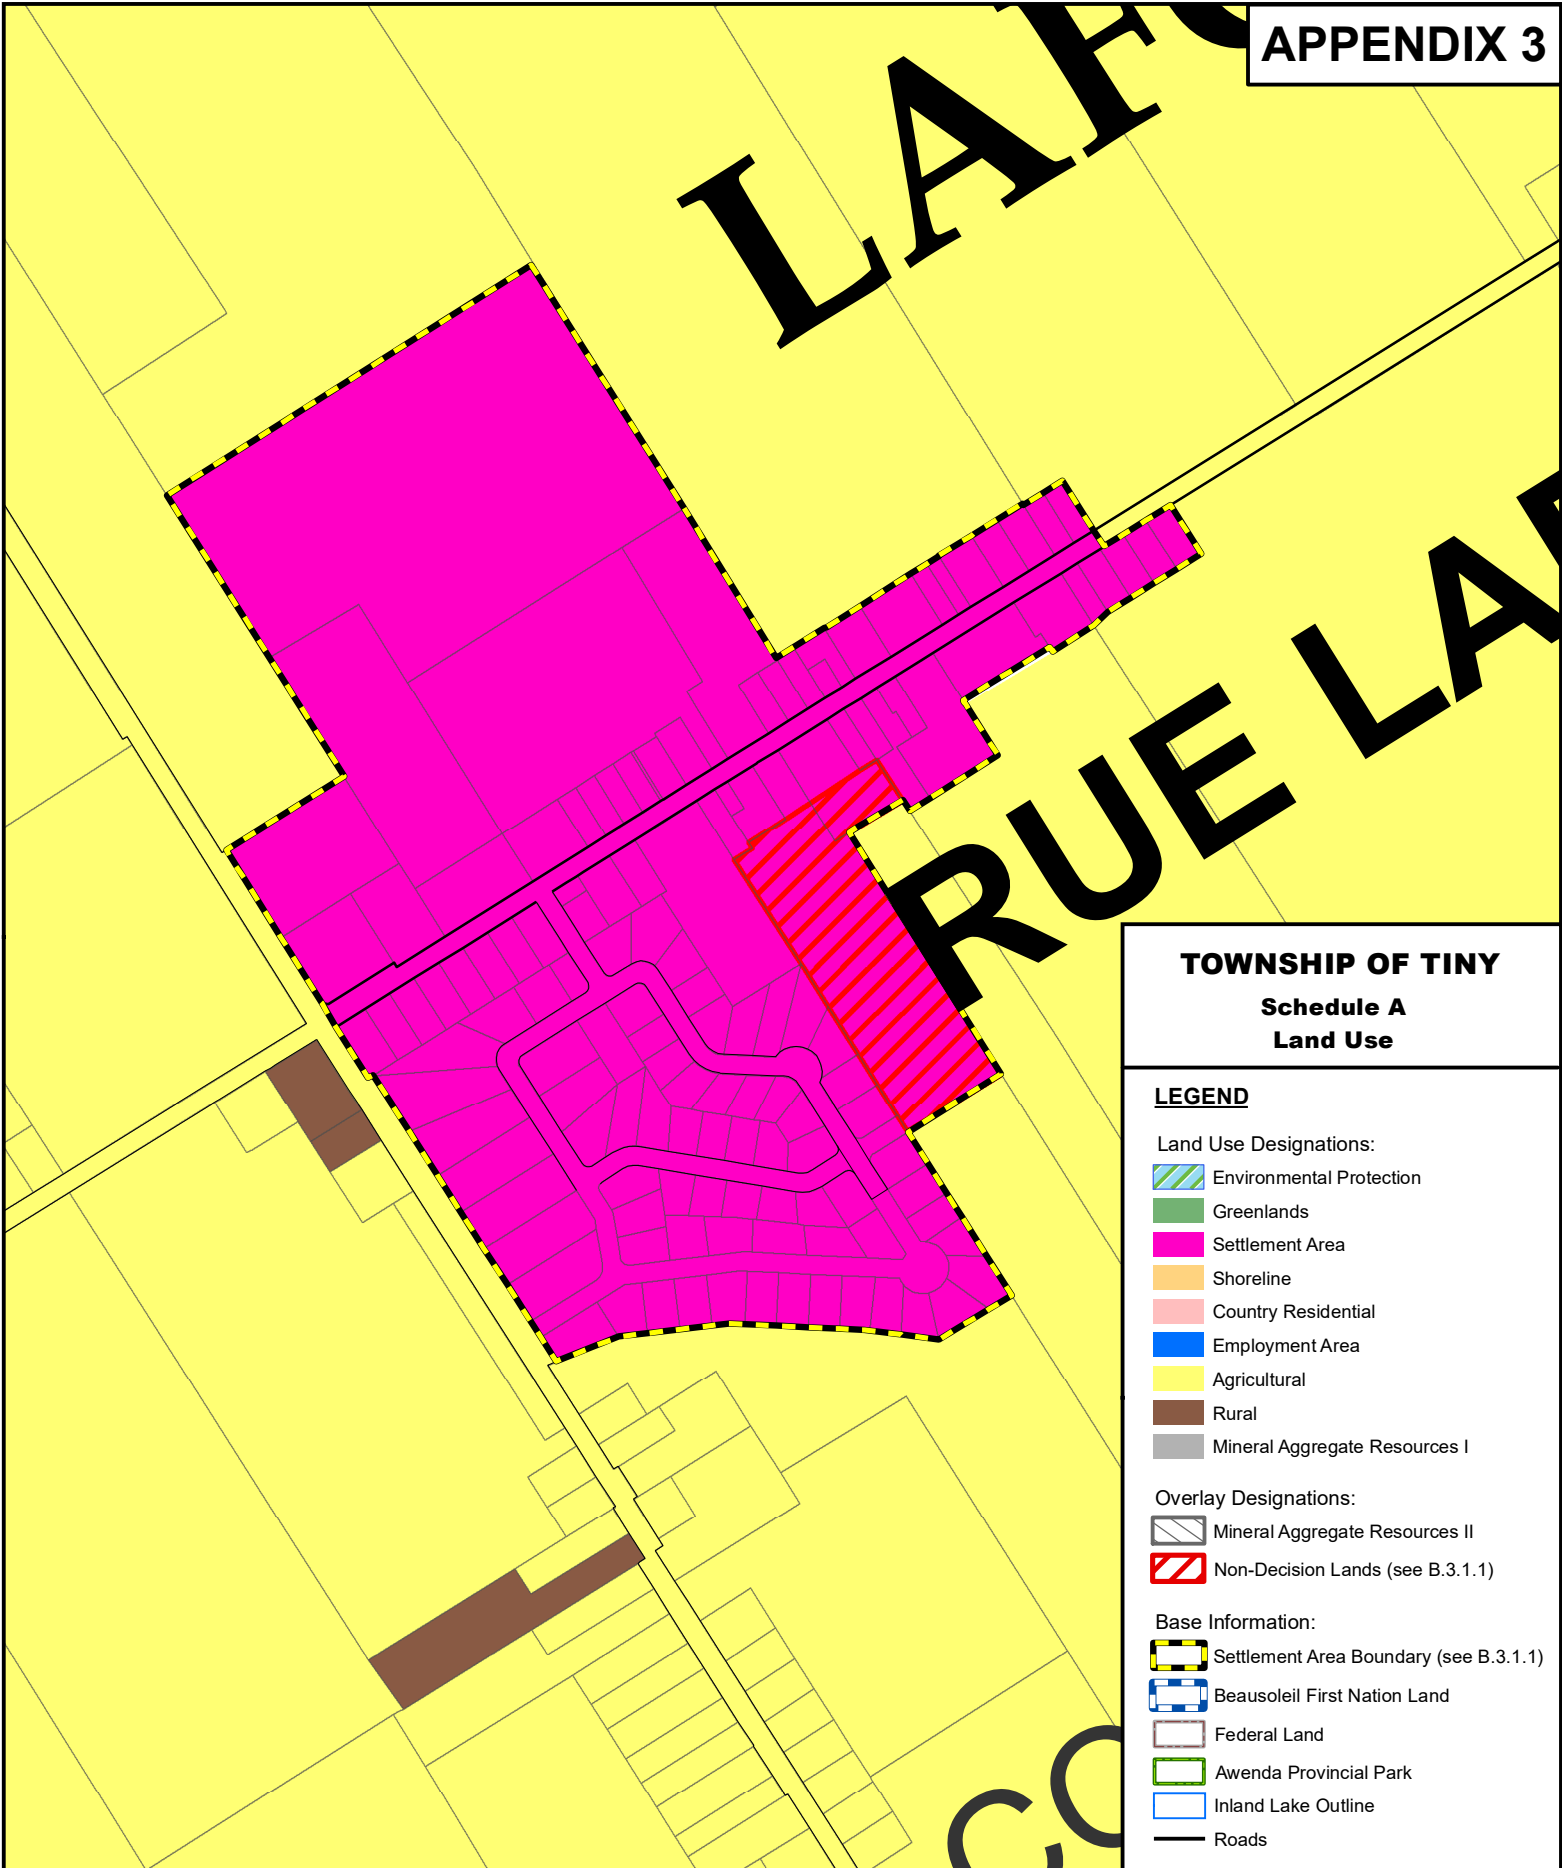 APPENDIX 3
RUE
TOWNSHIP OF TINY
Schedule A
Land Use
LEGEND
Land Use Designations:
Environmental Protection
Greenlands
Settlement Area
Shoreline
Country Residential
Employment Area
Agricultural
Rural
Mineral Aggregate Resources I
Overlay Designations:
Mineral Aggregate Resources II
Non-Decision Lands (see B.3.1.1)
Base Information:
Settlement Area Boundary (see B.3.1.1)
Beausoleil First Nation Land
Federal Land
Awenda Provincial Park
Inland Lake Outline
Roads